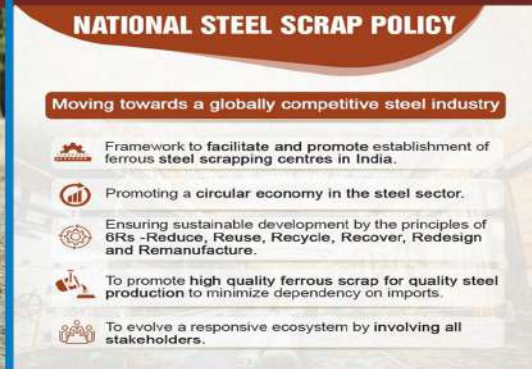 NATIONAL STEEL SCRAP POLICY
Moving towards a globally competitive steel industry
Framework to facilitate and promote establishment of
ferrous steel scrapping centres in India.
Promoting a circular economy in the steel sector.
Ensuring sustainable development by the principles of
6Rs -Reduce, Reuse, Recycle, Recover, Redesign
and Remanufacture.
To promote high quality ferrous scrap for quality steel
production to minimize dependency on imports.
To evolve a responsive ecosystem by involving all
stakeholders.